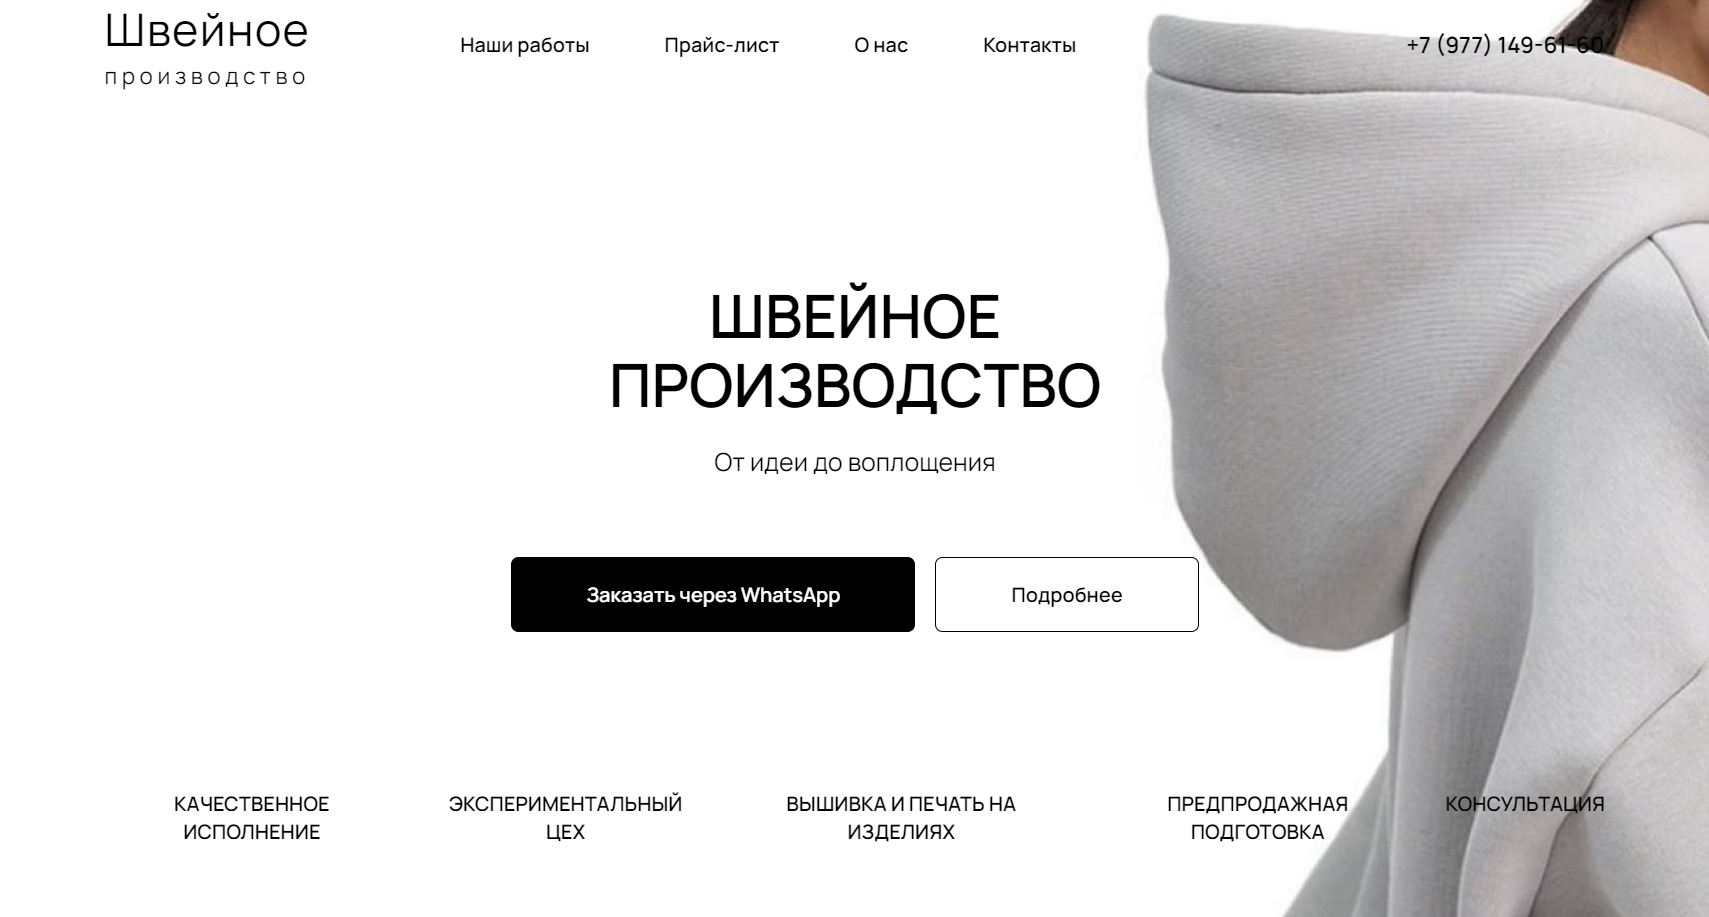 Швейное
производство
Наши работы
Прайс-лист
О нас
Контакты
+7 (977) 149-61-60
ШВЕЙНОЕ
ПРОИЗВОДСТВО
От идеи до воплощения
Заказать через WhatsApp
Подробнее
КАЧЕСТВЕННОЕ
ИСПОЛНЕНИЕ
ЭКСПЕРИМЕНТАЛЬНЫЙ
ЦЕХ
ВЫШИВКА И ПЕЧАТЬ НА
ИЗДЕЛИЯХ
ПРЕДПРОДАЖНАЯ
ПОДГОТОВКА
КОНСУЛЬТАЦИЯ